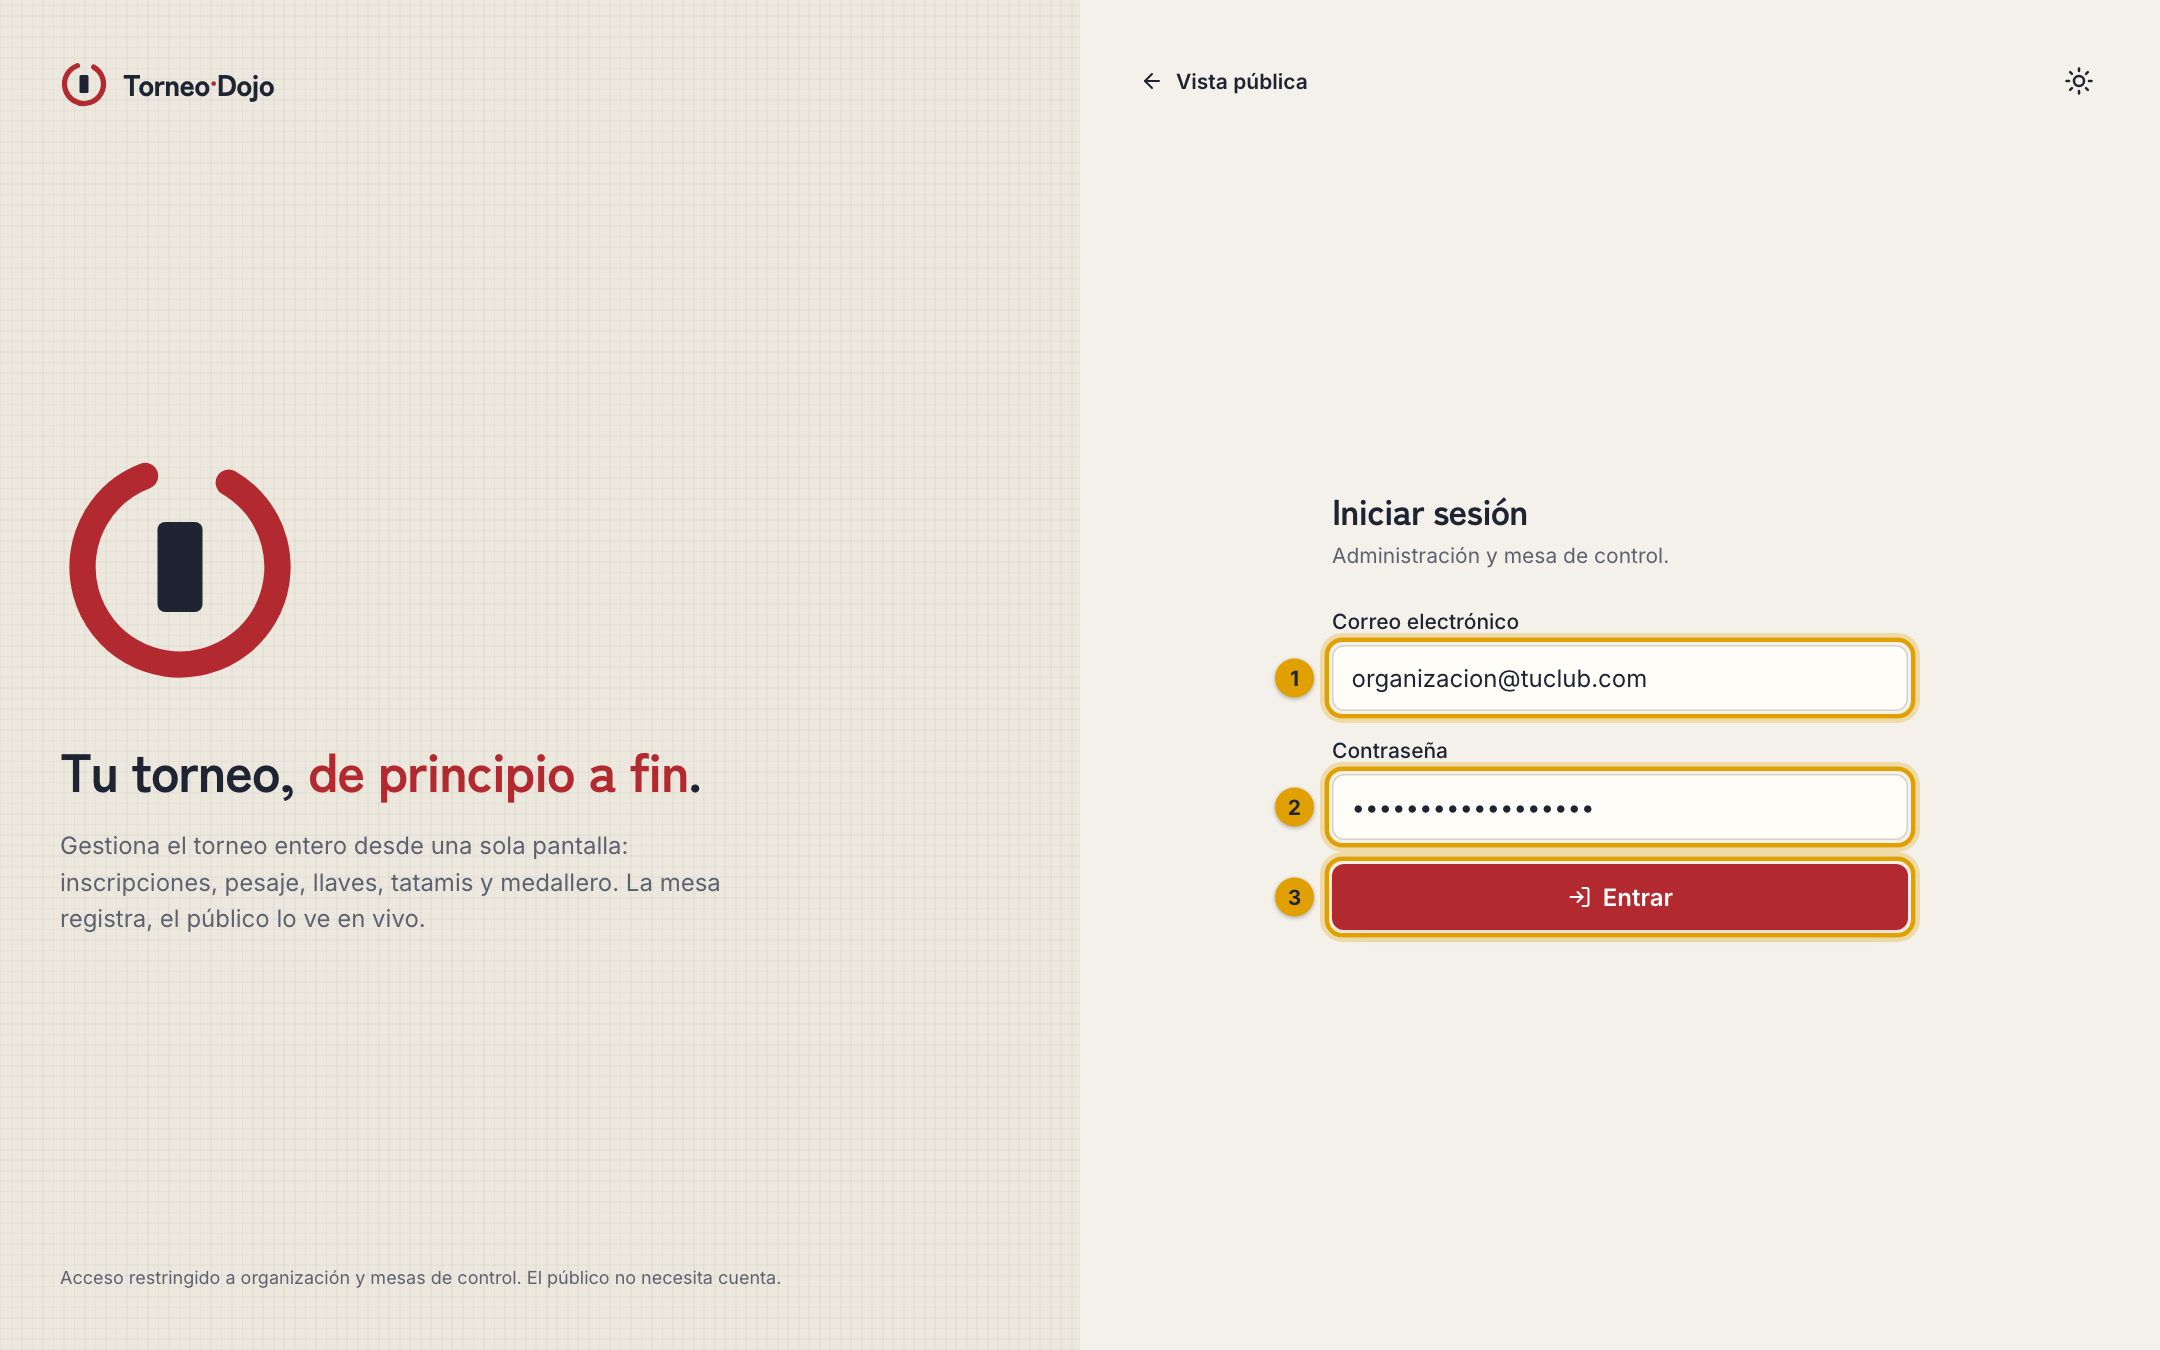 Torneo·Dojo
Tu torneo, de principio a fin.
Gestiona el torneo entero desde una sola pantalla:
inscripciones, pesaje, llaves, tatamis y medallero. La mesa
registra, el público lo ve en vivo.
Acceso restringido a organización y mesas de control. El público no necesita cuenta.
Vista pública
Iniciar sesión
Administración y mesa de control.
Correo electrónico
1 organizacion@tuclub.com
Contraseña
2 ••••••••••••••••••
3 Entrar